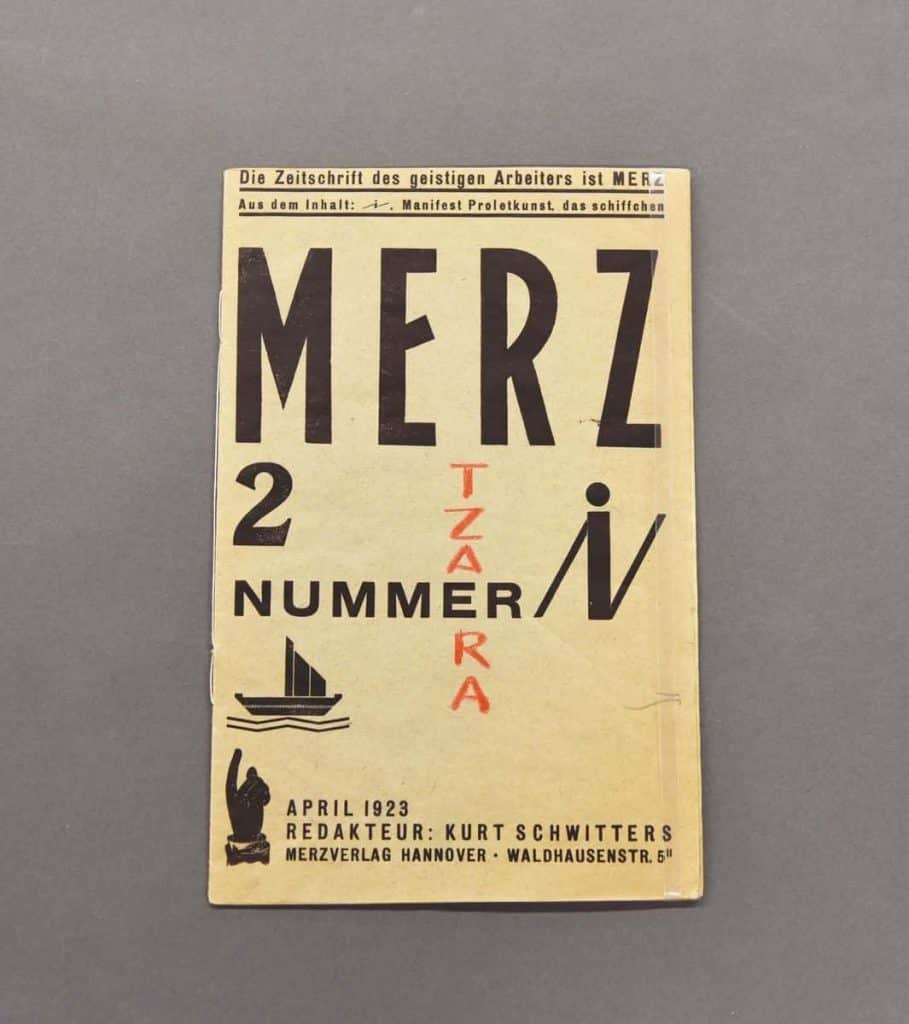 Die Zeitschrift des geistigen Arbeiters ist MERZ
Aus dem Inhalt: i. Manifest Proletkunst. das schiffchen
MERZ
2
TZARA
NUMMER i
APRIL 1923
REDAKTEUR: KURT SCHWITTERS
MERZVERLAG HANNOVER · WALDHAUSENSTR. 5"